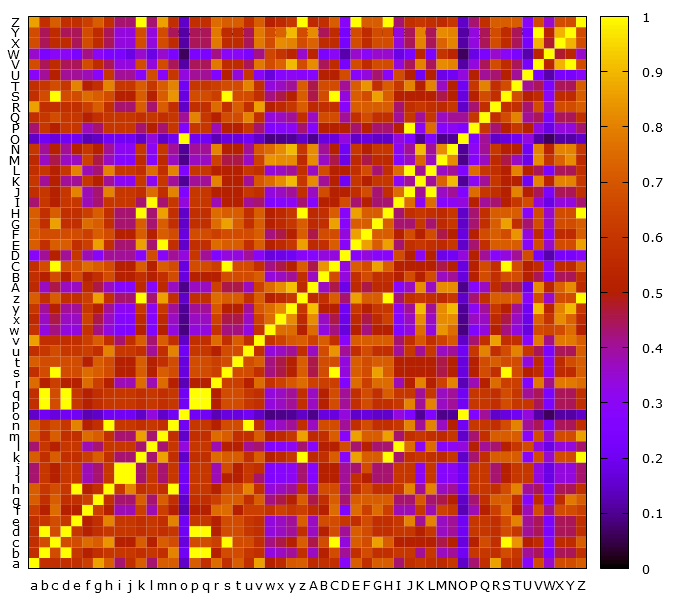 Z
Y
X
W
V
U
T
S
R
Q
P
O
N
M
L
K
J
I
H
G
F
E
D
C
B
A
z
y
x
w
v
u
t
s
r
q
p
o
n
m
l
k
j
i
h
g
f
e
d
c
b
a
a b c d e f g h i j k l m n o p q r s t u v w x y z A B C D E F G H I J K L M N O P Q R S T U V W X Y Z
1
0.9
0.8
0.7
0.6
0.5
0.4
0.3
0.2
0.1
0